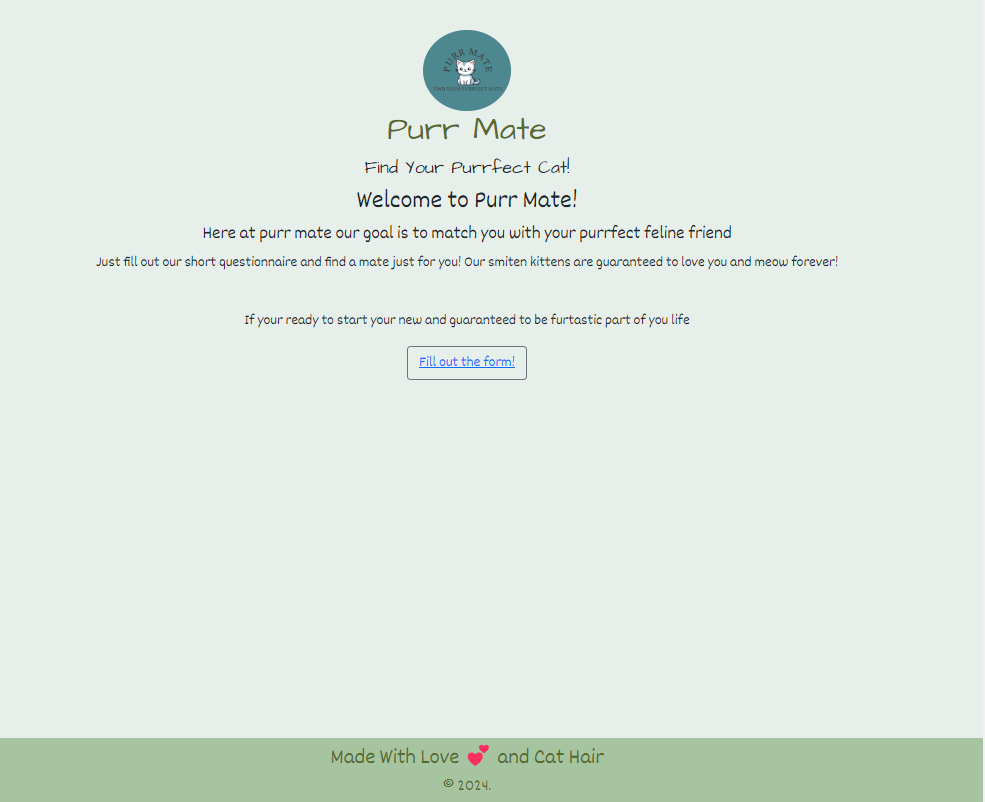 PURR MATE
FIND YOUR PURRFECT MATE
Purr Mate
Find Your Purrfect Cat!
Welcome to Purr Mate!
Here at purr mate our goal is to match you with your purrfect feline friend
Just fill out our short questionnaire and find a mate just for you! Our smiten kittens are guaranteed to love you and meow forever!
If your ready to start your new and guaranteed to be furtastic part of you life
Fill out the form!
Made With Love 💕 and Cat Hair
© 2024.